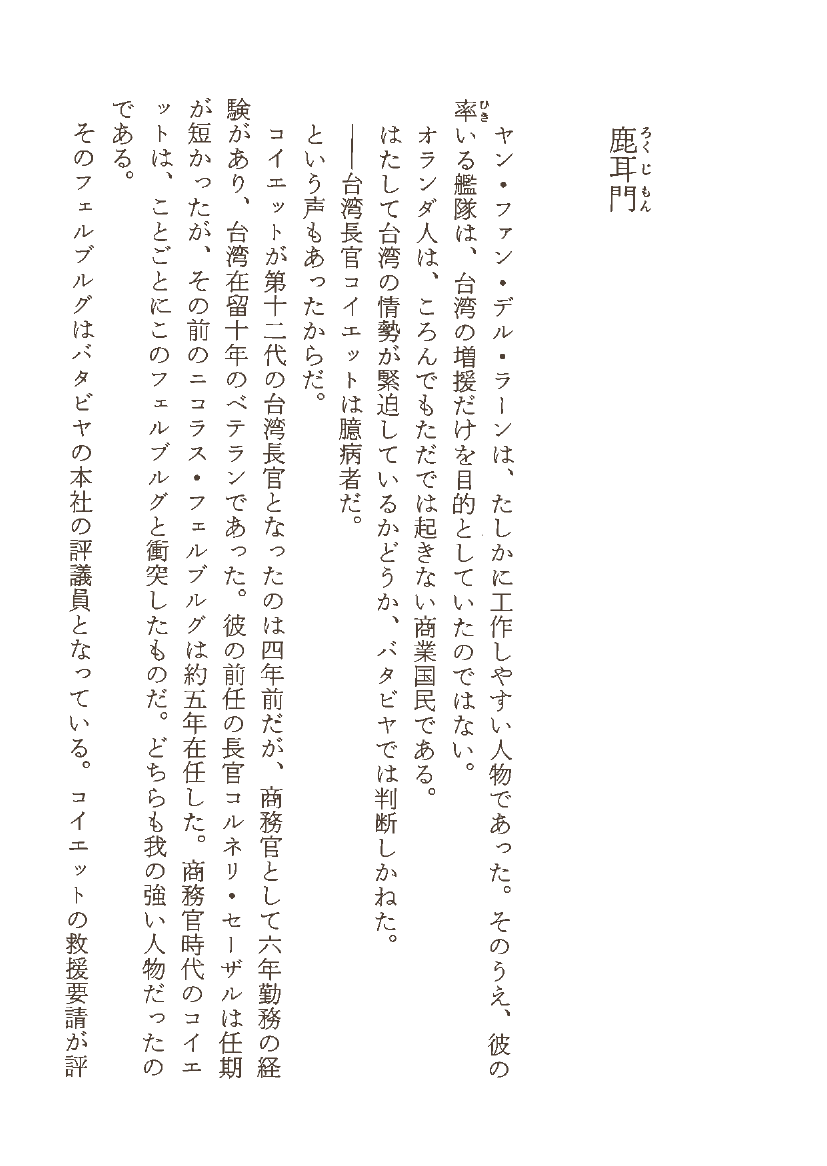 鹿耳門
ろくじもん
ヤン・ファン・デル・ラーンは、たしかに工作しやすい人物であった。そのうえ、彼の
率いる艦隊は、台湾の増援だけを目的としていたのではない。
ひき
オランダ人は、ころんでもただでは起きない商業国民である。
はたして台湾の情勢が緊迫しているかどうか、バタビヤでは判断しかねた。
――台湾長官コイエットは臆病者だ。
という声もあったからだ。
コイエットが第十二代の台湾長官となったのは四年前だが、商務官として六年勤務の経
験があり、台湾在留十年のベテランであった。彼の前任の長官コルネリ・セーザルは任期
が短かったが、その前のニコラス・フェルブルグは約五年在任した。商務官時代のコイエ
ットは、ことごとにこのフェルブルグと衝突したものだ。どちらも我の強い人物だったの
である。
そのフェルブルグはバタビヤの本社の評議員となっている。コイエットの救援要請が評